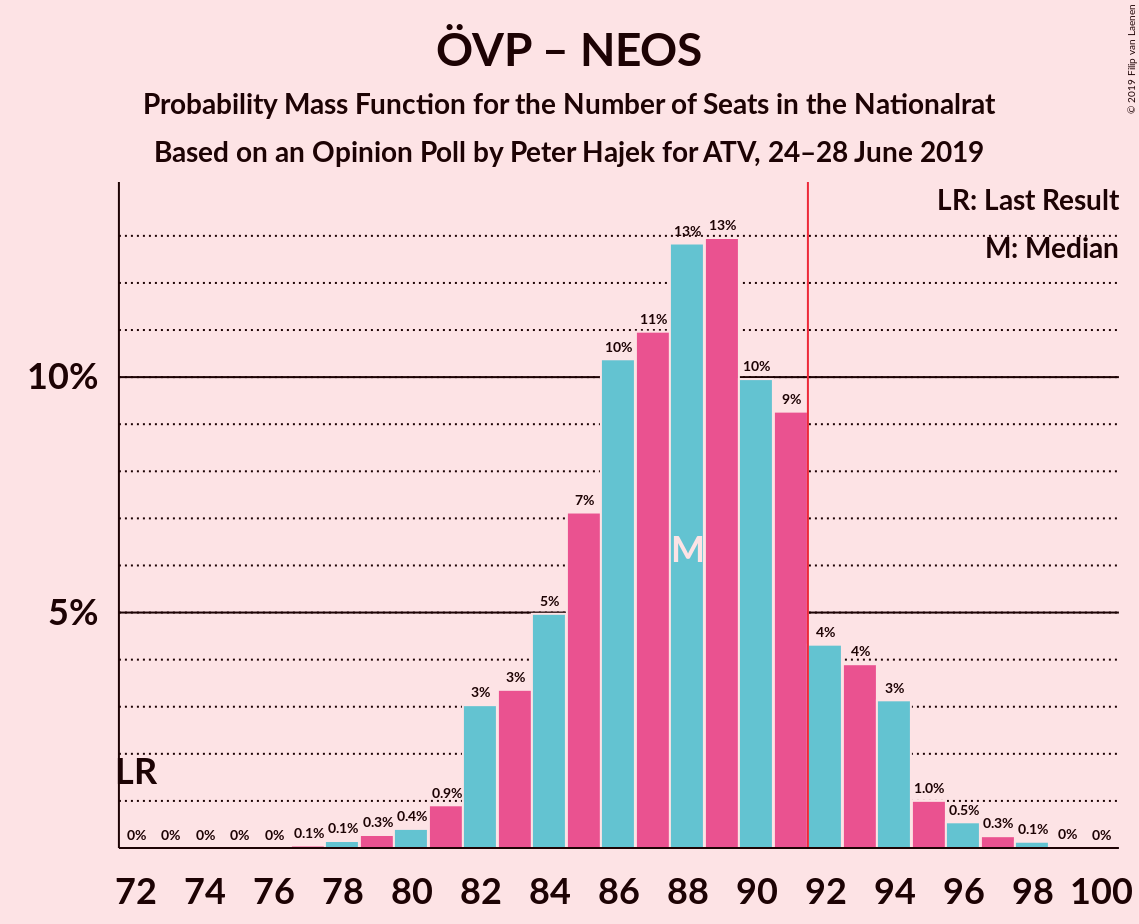 ÖVP – NEOS
Probability Mass Function for the Number of Seats in the Nationalrat
Based on an Opinion Poll by Peter Hajek for ATV, 24–28 June 2019
© 2019 Filip van Laenen
LR: Last Result
M: Median
10%
5%
LR
M
0% 0% 0% 0% 0% 0.1% 0.1% 0.3% 0.4% 0.9% 3% 3% 5% 7% 10% 11% 13% 13% 10% 9% 4% 4% 3% 1.0% 0.5% 0.3% 0.1% 0% 0%
72 74 76 78 80 82 84 86 88 90 92 94 96 98 100